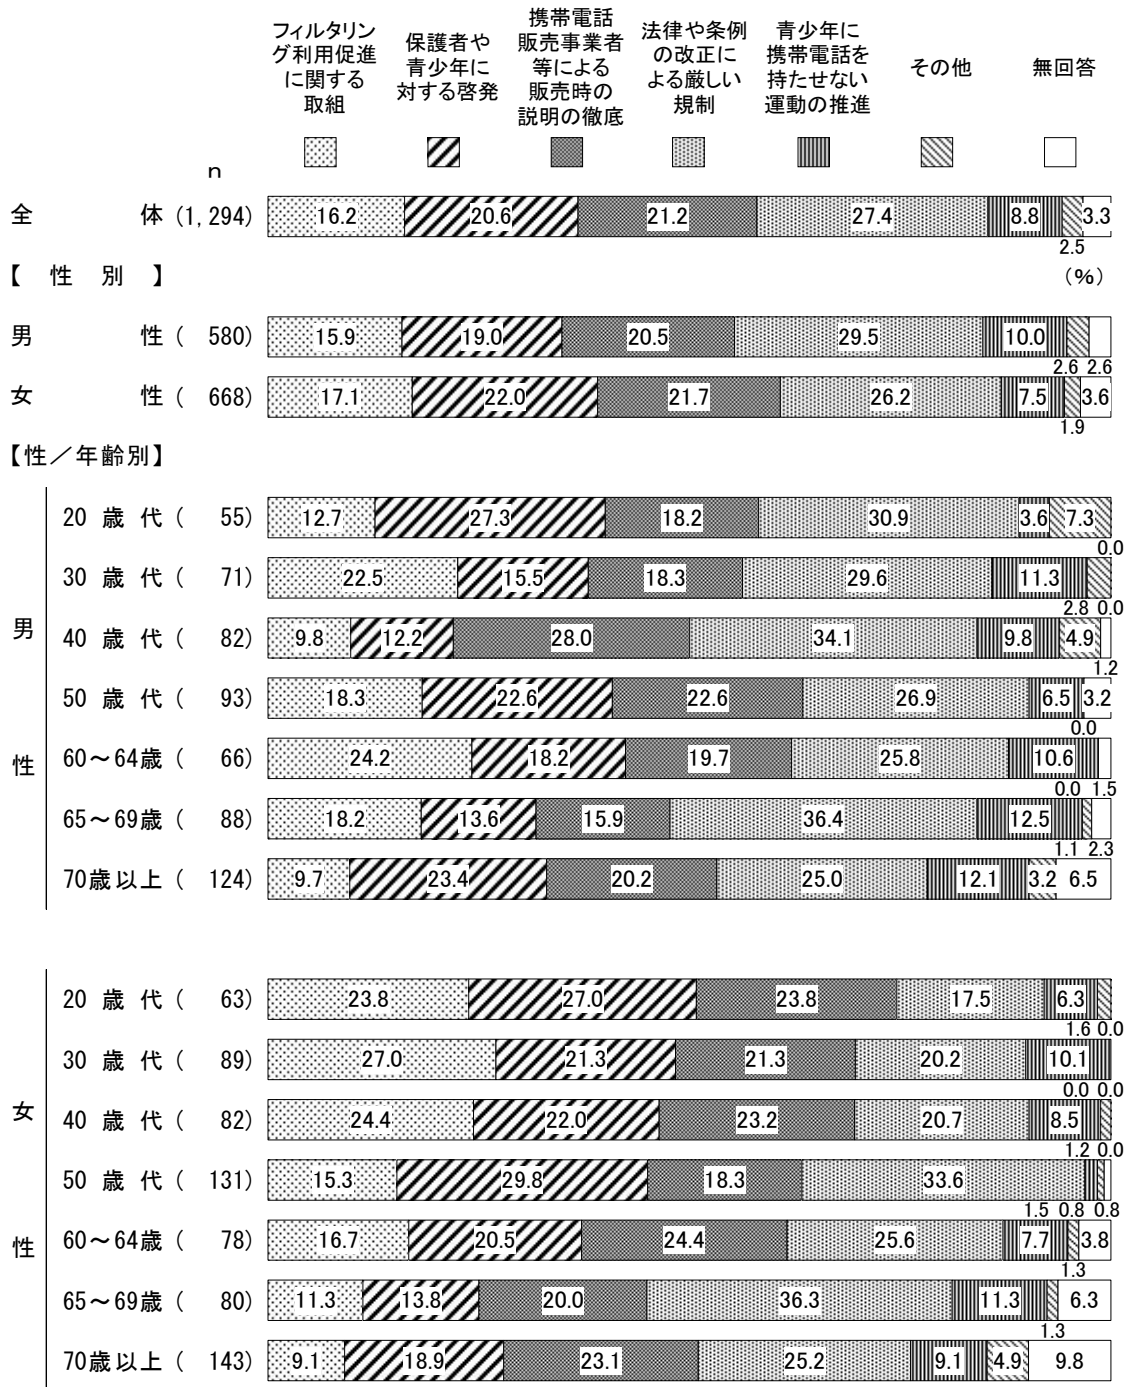 フィルタリン
グ利用促進
に関する
取組
保護者や
青少年に
対する啓発
携帯電話
販売事業者
等による
販売時の
説明の徹底
法律や条例
の改正に
よる厳しい
規制
青少年に
携帯電話を
持たせない
運動の推進
その他
無回答
n
全 体 (1,294) 16.2 20.6 21.2 27.4 8.8 3.3
2.5
【 性 別 】 (%)
男 性 ( 580) 15.9 19.0 20.5 29.5 10.0
2.6 2.6
女 性 ( 668) 17.1 22.0 21.7 26.2 7.5 3.6
1.9
【性/年齢別】
男性
20 歳 代 ( 55) 12.7 27.3 18.2 30.9 3.6 7.3
0.0
30 歳 代 ( 71) 22.5 15.5 18.3 29.6 11.3
2.8 0.0
40 歳 代 ( 82) 9.8 12.2 28.0 34.1 9.8 4.9
1.2
50 歳 代 ( 93) 18.3 22.6 22.6 26.9 6.5 3.2
0.0
60～64歳 ( 66) 24.2 18.2 19.7 25.8 10.6
0.0 1.5
65～69歳 ( 88) 18.2 13.6 15.9 36.4 12.5
1.1 2.3
70歳以上 ( 124) 9.7 23.4 20.2 25.0 12.1 3.2 6.5
女性
20 歳 代 ( 63) 23.8 27.0 23.8 17.5 6.3
1.6 0.0
30 歳 代 ( 89) 27.0 21.3 21.3 20.2 10.1
0.0 0.0
40 歳 代 ( 82) 24.4 22.0 23.2 20.7 8.5
1.2 0.0
50 歳 代 ( 131) 15.3 29.8 18.3 33.6
1.5 0.8 0.8
60～64歳 ( 78) 16.7 20.5 24.4 25.6 7.7 3.8
1.3
65～69歳 ( 80) 11.3 13.8 20.0 36.3 11.3 6.3
1.3
70歳以上 ( 143) 9.1 18.9 23.1 25.2 9.1 4.9 9.8